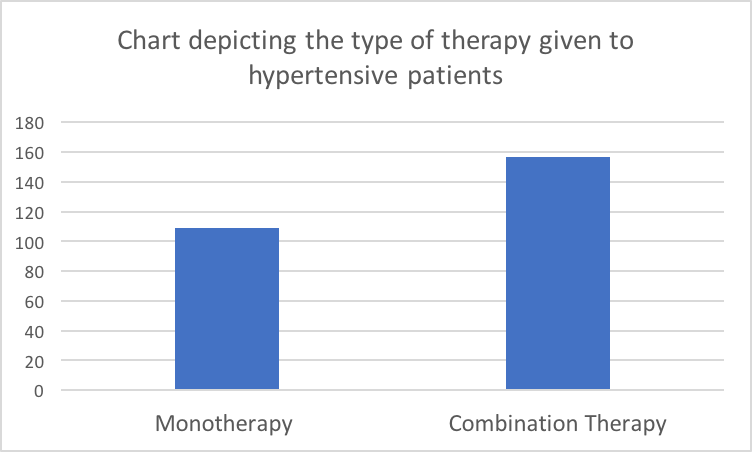 Chart depicting the type of therapy given to
hypertensive patients
180
160
140
120
100
80
60
40
20
0
Monotherapy
Combination Therapy